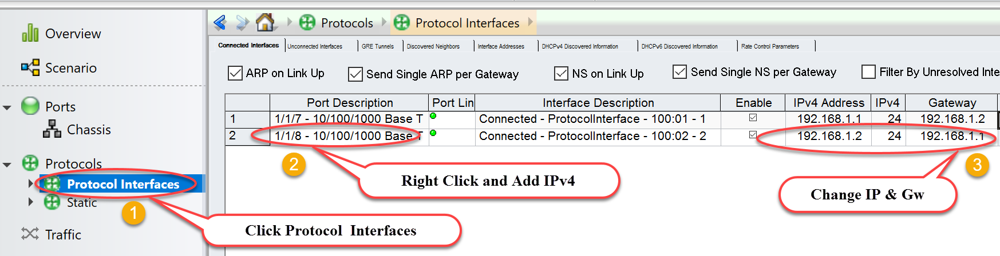 Overview
Scenario
Ports
Chassis
Protocols
Protocol Interfaces
Static
Traffic
1
Click Protocol Interfaces
Protocols
Protocol Interfaces
Connected Interfaces Unconnected Interfaces GRE Tunnels Discovered Neighbors Interface Addresses DHCPv4 Discovered Information DHCPv6 Discovered Information Rate Control Parameters
ARP on Link Up Send Single ARP per Gateway NS on Link Up Send Single NS per Gateway Filter By Unresolved Inte
Port Description Port Lin Interface Description Enable IPv4 Address IPv4 Gateway
1 1/1/7 - 10/100/1000 Base T Connected - ProtocolInterface - 100:01 - 1 192.168.1.1 24 192.168.1.2
2 1/1/8 - 10/100/1000 Base T Connected - ProtocolInterface - 100:02 - 2 192.168.1.2 24 192.168.1.1
2
Right Click and Add IPv4
3
Change IP & Gw